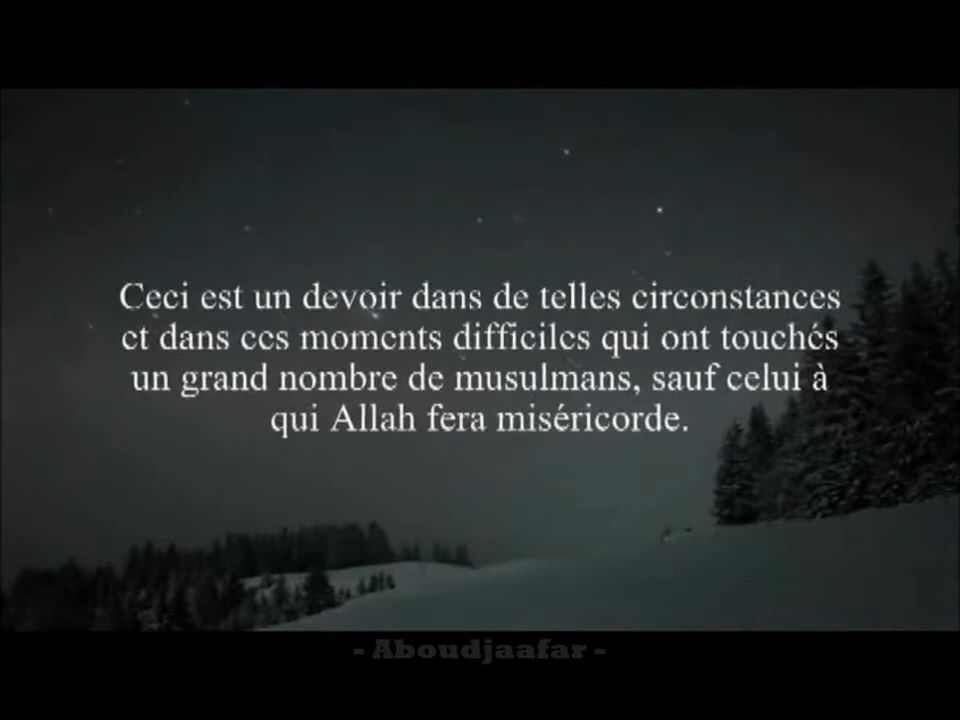 Ceci est un devoir dans de telles circonstances
et dans ces moments difficiles qui ont touchés
un grand nombre de musulmans, sauf celui à
qui Allah fera miséricorde.
- Aboudjaafar -